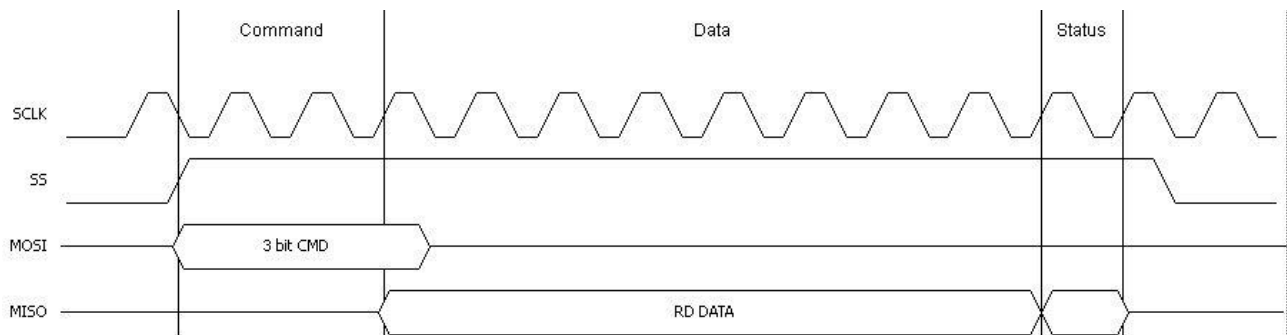 Command Data Status
SCLK
SS
MOSI 3 bit CMD
MISO RD DATA